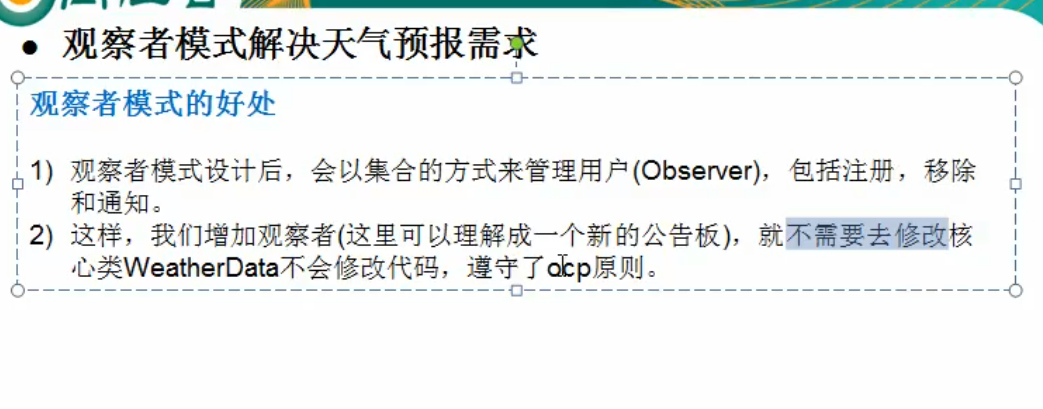 ● 观察者模式解决天气预报需求
观察者模式的好处
1) 观察者模式设计后，会以集合的方式来管理用户(Observer)，包括注册，移除
和通知。
2) 这样，我们增加观察者(这里可以理解成一个新的公告板)，就不需要去修改核
心类WeatherData不会修改代码，遵守了ocp原则。